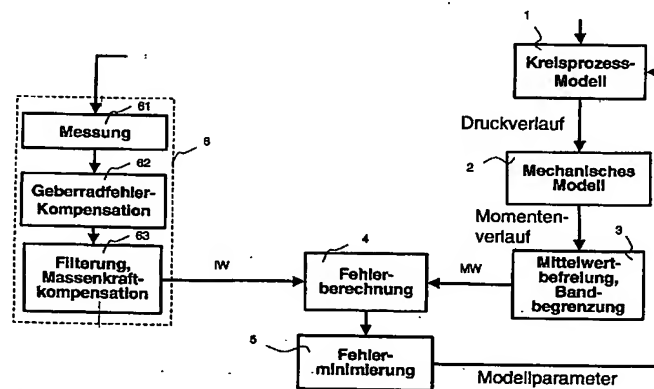 1
Kreisprozess-
Modell
Druckverlauf
2
Mechanisches
Modell
Momenten-
verlauf
3
Mittelwert-
befreiung,
Band-
begrenzung
MW
4
Fehler-
berechnung
IW
5
Fehler-
minimierung
Modellparameter
6
61
Messung
62
Geberradfehler-
Kompensation
63
Filterung,
Massenkraft-
kompensation